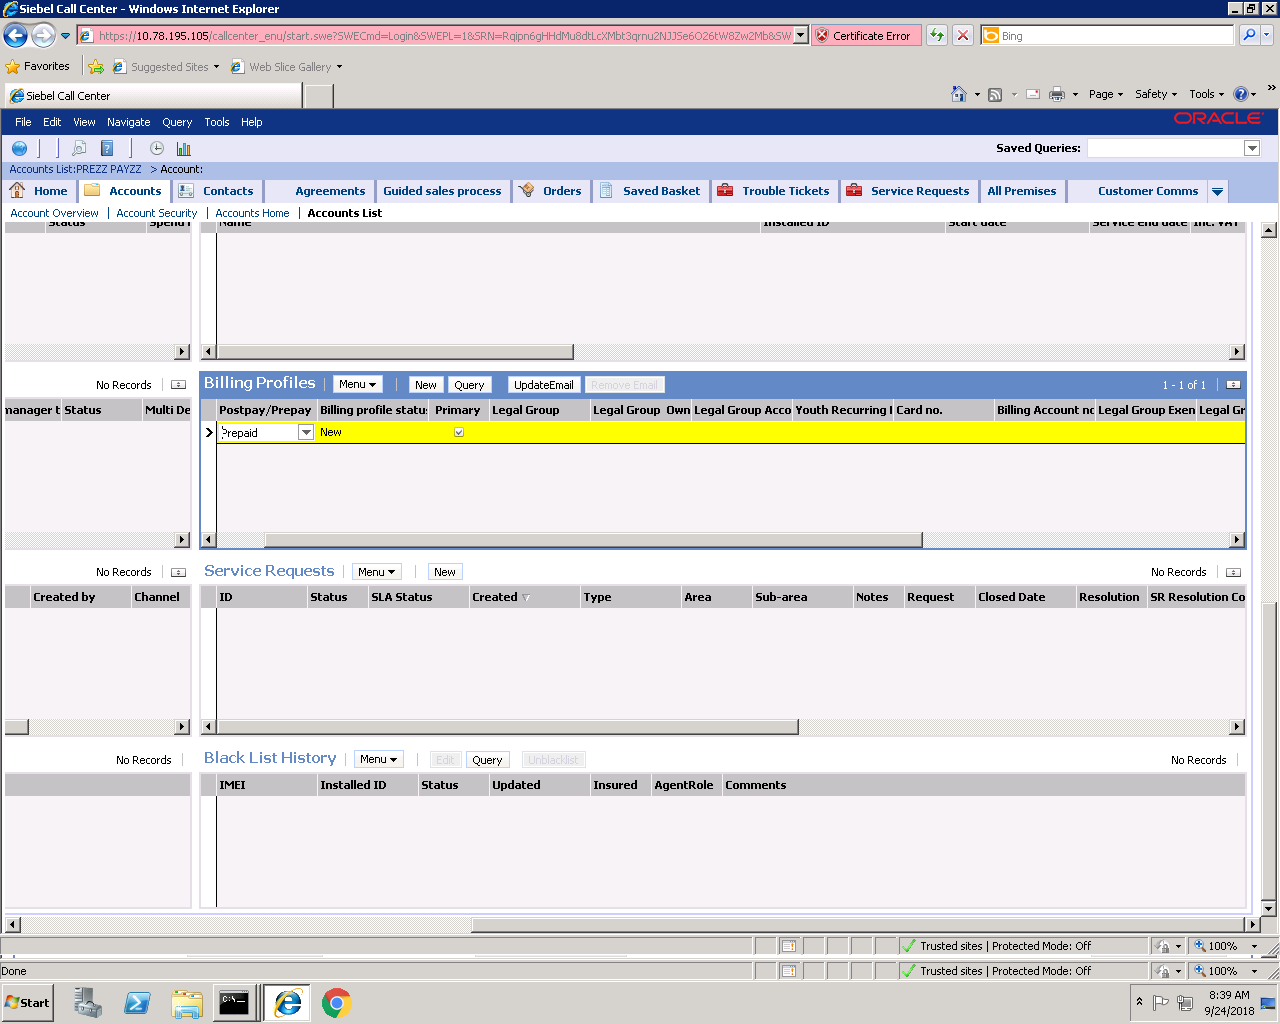 Siebel Call Center - Windows Internet Explorer
https://10.78.195.105/callcenter_enu/start.swe?SWECmd=Login&SWEPL=1&SRN=Rqipn6gHHdMu8dtLcXMbt3qrnu2NJJSe6O26tW8Zw2Mb&SW
Certificate Error
Bing
Favorites
Suggested Sites
Web Slice Gallery
Siebel Call Center
Page
Safety
Tools
»
File Edit View Navigate Query Tools Help
ORACLE
Saved Queries:
Accounts List:PREZZ PAYZZ > Account:
Home Accounts Contacts Agreements Guided sales process Orders Saved Basket Trouble Tickets Service Requests All Premises Customer Comms
Account Overview | Account Security | Accounts Home | Accounts List
Status Name Installed ID Start date Service end date Inc. VAT
No Records
Billing Profiles Menu New Query UpdateEmail Remove Email 1 - 1 of 1
manager t Status Multi De
Postpay/Prepay Billing profile statu: Primary Legal Group Legal Group Own Legal Group Acco Youth Recurring I Card no. Billing Account no Legal Group Exen Legal Gr
Prepaid New
No Records
Service Requests Menu New No Records
Created by Channel
ID Status SLA Status Created Type Area Sub-area Notes Request Closed Date Resolution SR Resolution Co
No Records
Black List History Menu Edit Query Unblacklist No Records
IMEI Installed ID Status Updated Insured AgentRole Comments
Trusted sites | Protected Mode: Off 100%
Done Trusted sites | Protected Mode: Off 100%
Start
C:\.
8:39 AM
9/24/2018